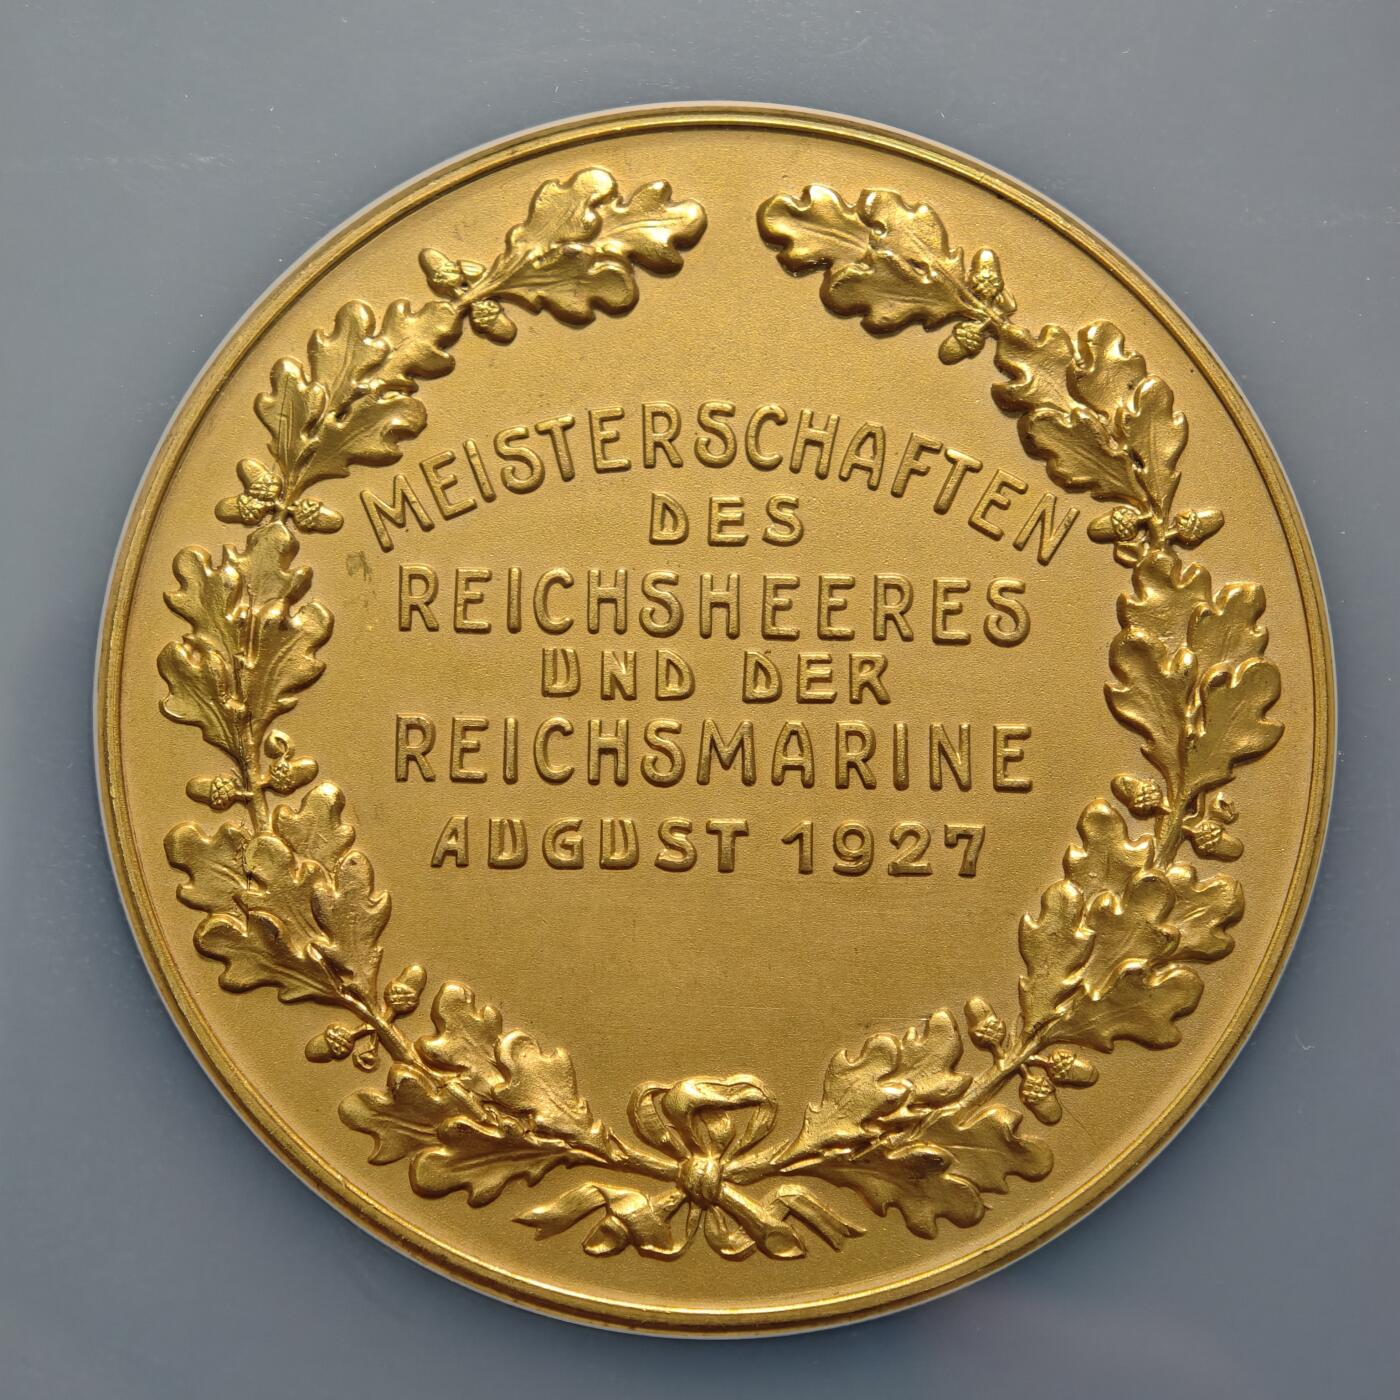 MEISTERSCHAFTEN
DES
REICHSHEERES
UND DER
REICHSMARINE
AUGUST 1927